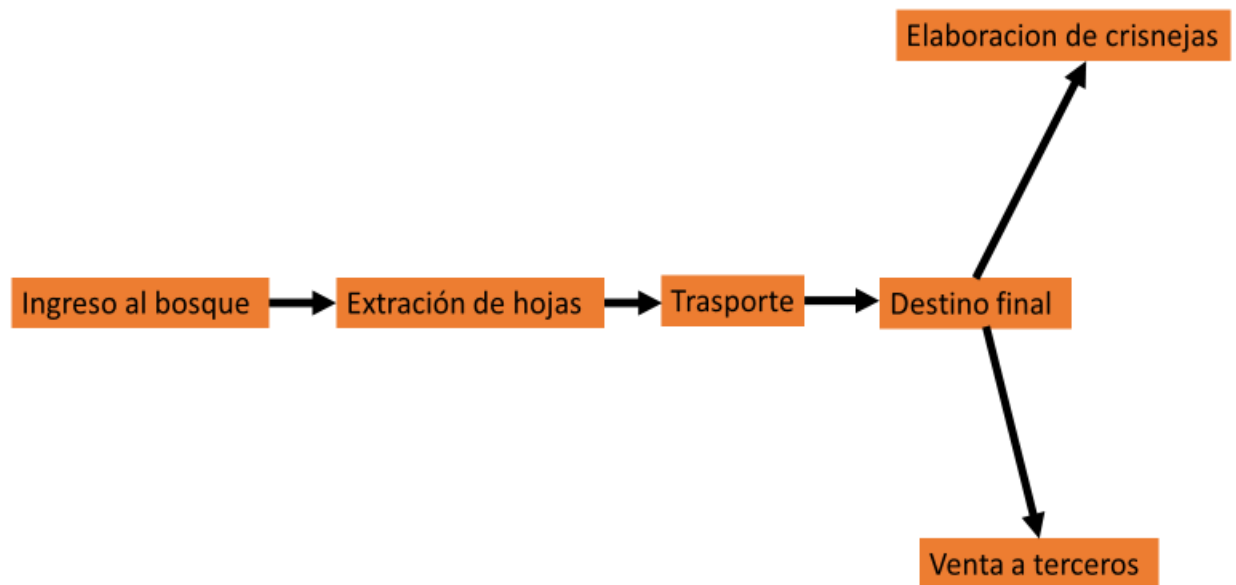 Elaboracion de crisnejas
Ingreso al bosque
Extración de hojas
Trasporte
Destino final
Venta a terceros